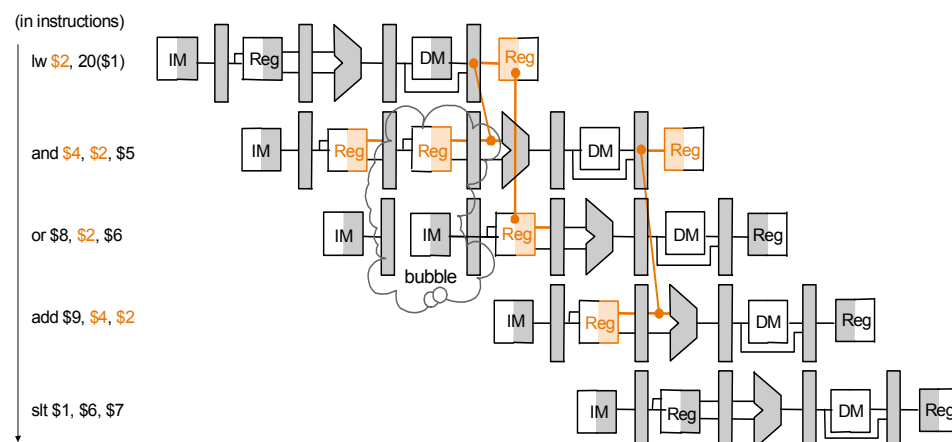 (in instructions)
lw $2, 20($1)
IM Reg DM Reg
and $4, $2, $5
IM Reg Reg DM Reg
or $8, $2, $6
IM IM Reg DM Reg
bubble
add $9, $4, $2
IM Reg DM Reg
slt $1, $6, $7
IM Reg DM Reg